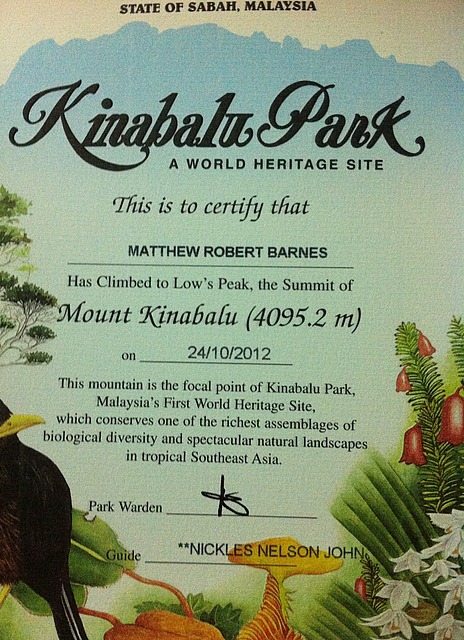 STATE OF SABAH, MALAYSIA
Kinabalu Park
A WORLD HERITAGE SITE
This is to certify that
MATTHEW ROBERT BARNES
Has Climbed to Low's Peak, the Summit of
Mount Kinabalu (4095.2 m)
on 24/10/2012
This mountain is the focal point of Kinabalu Park,
Malaysia's First World Heritage Site,
which conserves one of the richest assemblages of
biological diversity and spectacular natural landscapes
in tropical Southeast Asia.
Park Warden
Guide **NICKLES NELSON JOHN